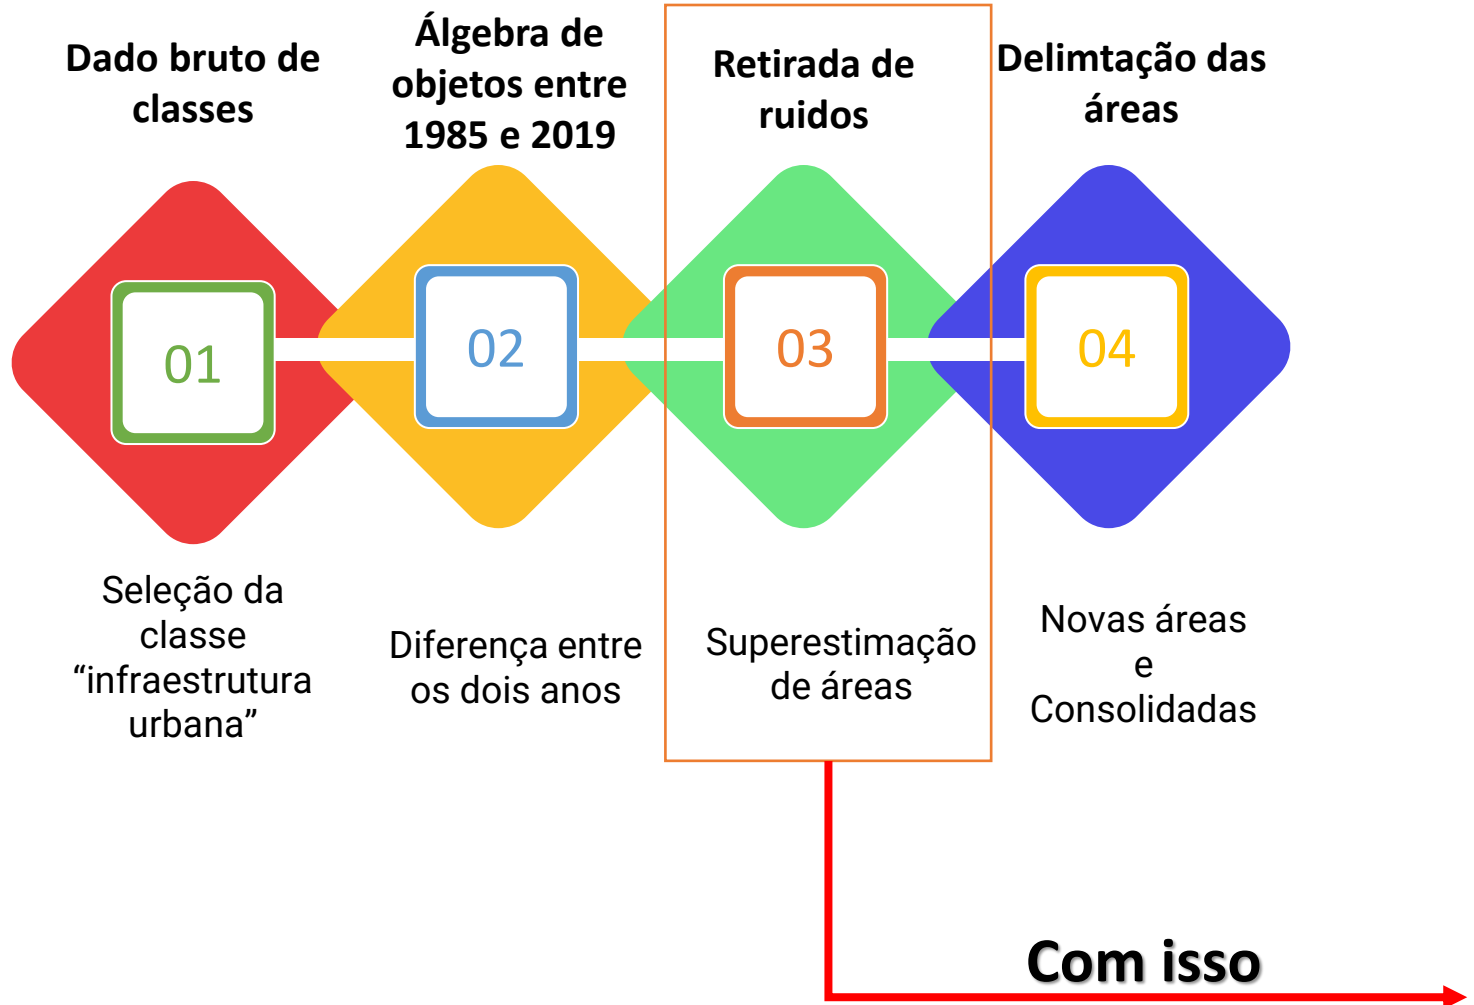 Dado bruto de
classes
Álgebra de
objetos entre
1985 e 2019
Retirada de
ruidos
Delimtação das
áreas
01
02
03
04
Seleção da
classe
“infraestrutura
urbana”
Diferença entre
os dois anos
Superestimação
de áreas
Novas áreas
e
Consolidadas
Com isso